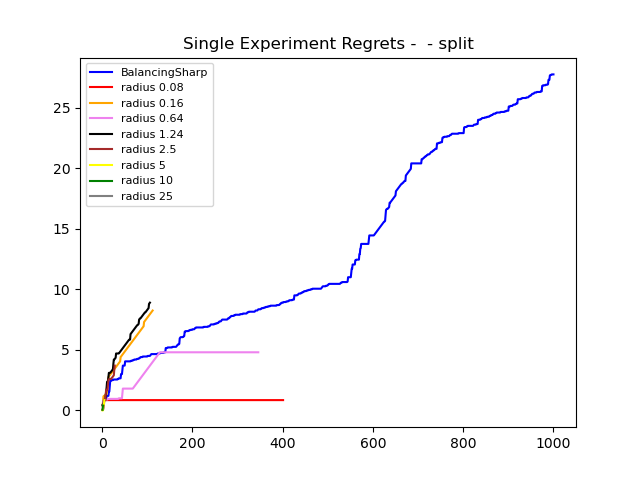 Single Experiment Regrets -  - split
BalancingSharp
radius 0.08
radius 0.16
radius 0.64
radius 1.24
radius 2.5
radius 5
radius 10
radius 25
25
20
15
10
5
0
0 200 400 600 800 1000